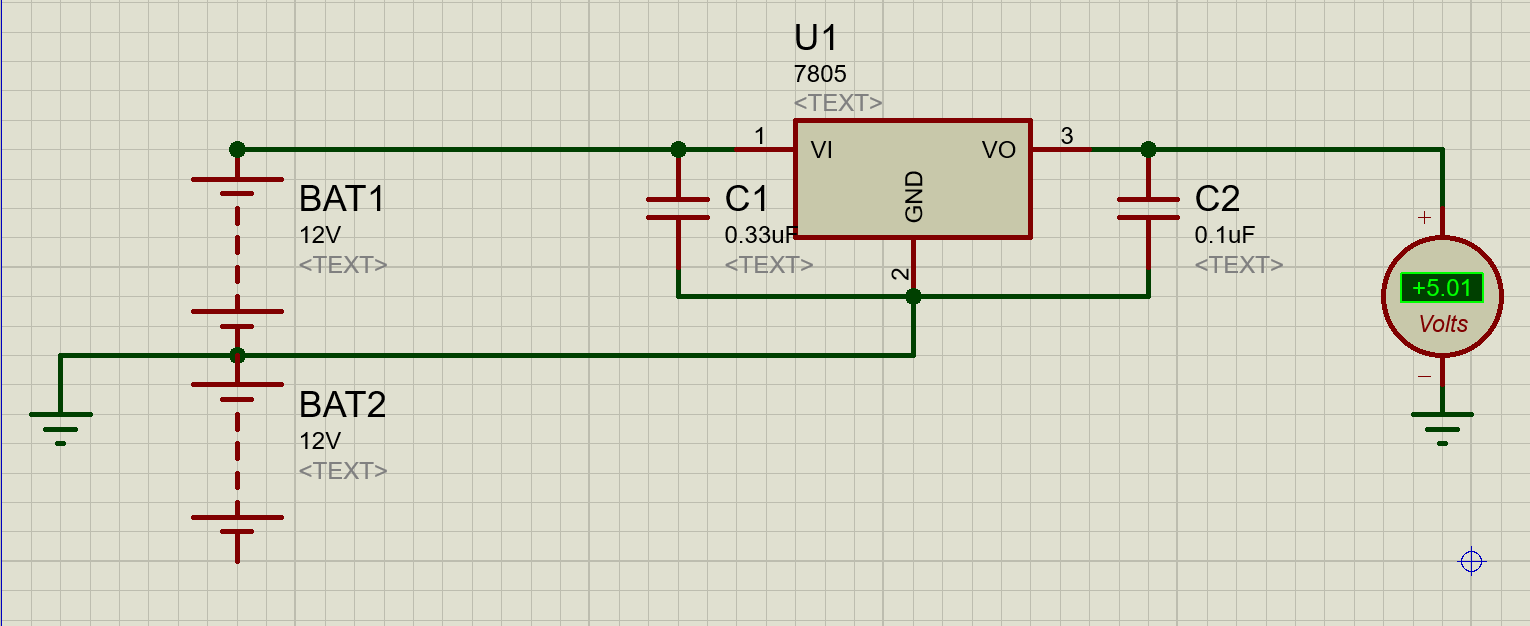 U1
7805
<TEXT>
1
VI
VO
3
GND
2
BAT1
12V
<TEXT>
C1
0.33uF
<TEXT>
C2
0.1uF
<TEXT>
+
+5.01
Volts
−
BAT2
12V
<TEXT>